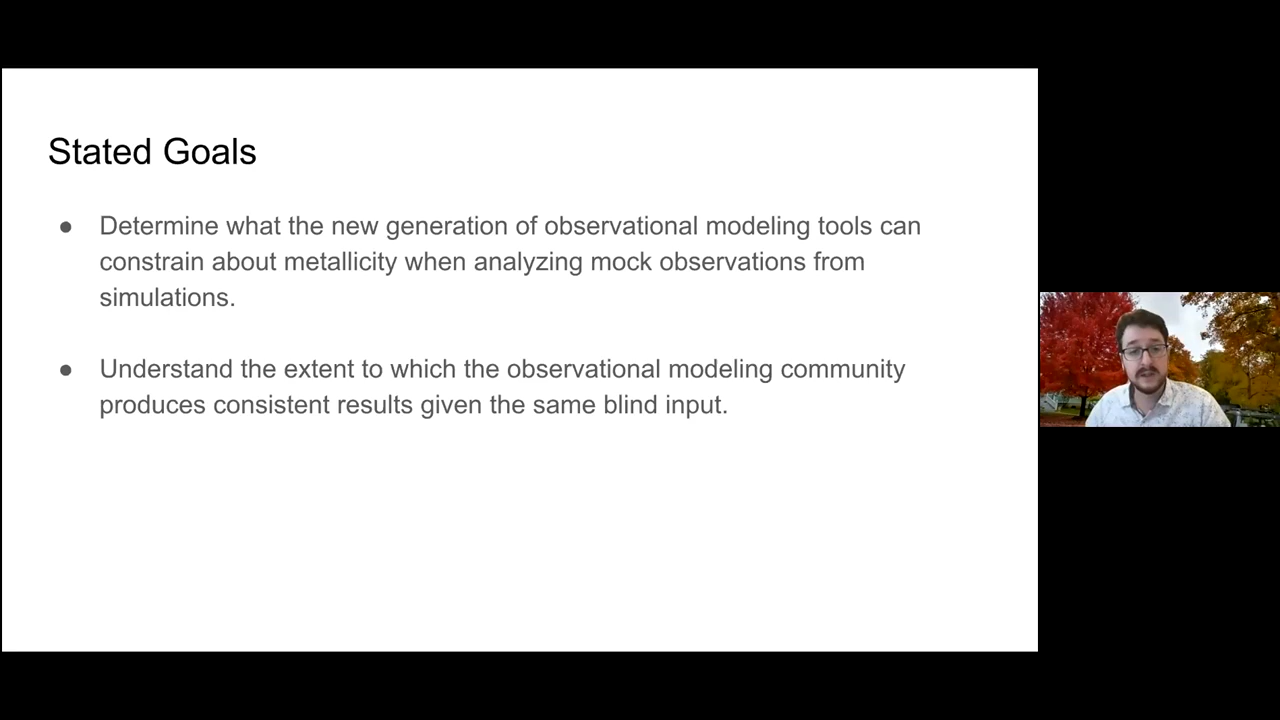 Stated Goals
● Determine what the new generation of observational modeling tools can
constrain about metallicity when analyzing mock observations from
simulations.
● Understand the extent to which the observational modeling community
produces consistent results given the same blind input.